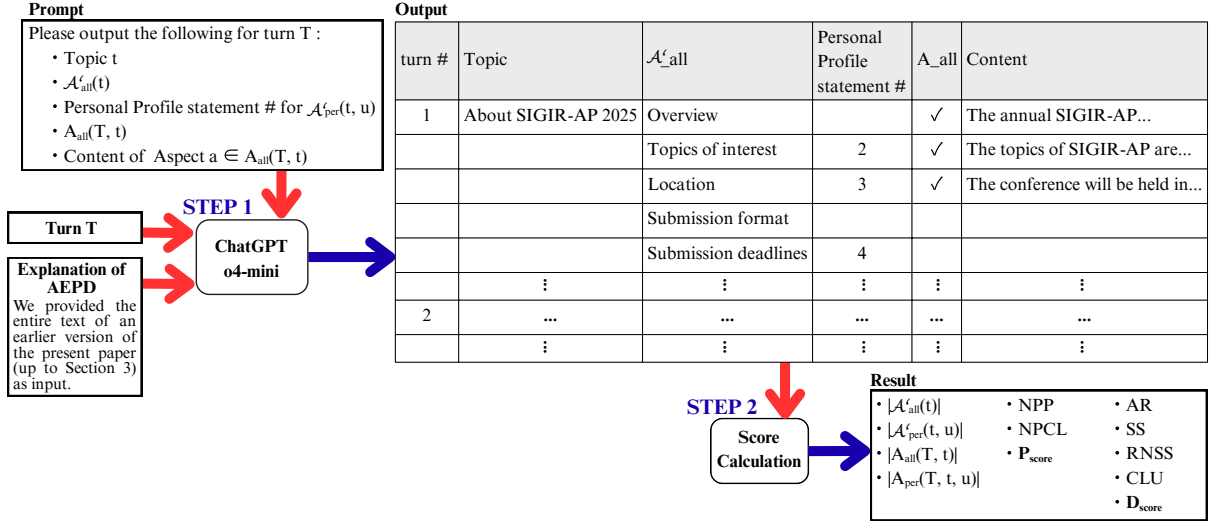 Prompt
Please output the following for turn T :
・Topic t
・𝒜‘all(t)
・Personal Profile statement # for 𝒜‘per(t, u)
・Aall(T, t)
・Content of Aspect a ∈ Aall(T, t)
STEP 1
Turn T
Explanation of
AEPD
We provided the
entire text of an
earlier version of
the present paper
(up to Section 3)
as input.
ChatGPT
o4-mini
Output
turn # Topic 𝒜‘_all Personal Profile statement # A_all Content
1 About SIGIR-AP 2025 Overview ✓ The annual SIGIR-AP...
Topics of interest 2 ✓ The topics of SIGIR-AP are...
Location 3 ✓ The conference will be held in...
Submission format
Submission deadlines 4
⋮ ⋮ ⋮ ⋮ ⋮
2 ... ... ... ... ...
⋮ ⋮ ⋮ ⋮ ⋮
STEP 2
Score
Calculation
Result
・|𝒜‘all(t)| ・NPP ・AR
・|𝒜‘per(t, u)| ・NPCL ・SS
・|Aall(T, t)| ・Pscore ・RNSS
・|Aper(T, t, u)| ・CLU
・Dscore